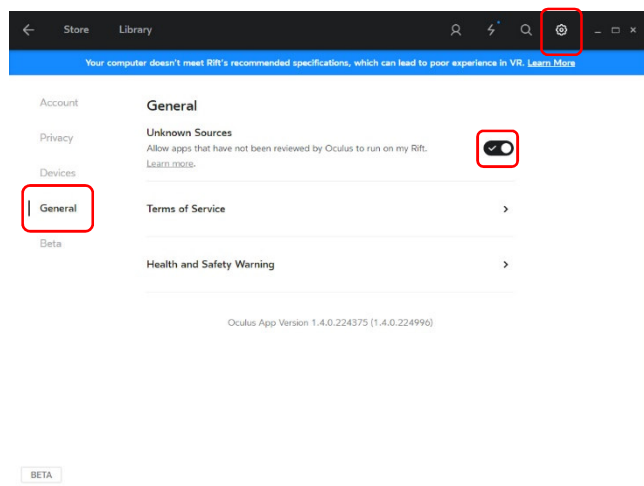 Store Library
Your computer doesn't meet Rift's recommended specifications, which can lead to poor experience in VR. Learn More
Account
Privacy
Devices
General
Beta
General
Unknown Sources
Allow apps that have not been reviewed by Oculus to run on my Rift.
Learn more.
Terms of Service
Health and Safety Warning
Oculus App Version 1.4.0.224375 (1.4.0.224996)
BETA